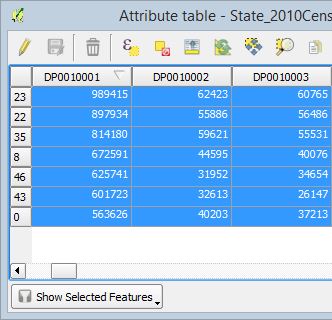 Attribute table - State_2010Cens
DP0010001 DP0010002 DP0010003
23 989415 62423 60765
22 897934 55886 56486
35 814180 59621 55531
8 672591 44595 40076
46 625741 31952 34654
43 601723 32613 26147
0 563626 40203 37213
Show Selected Features